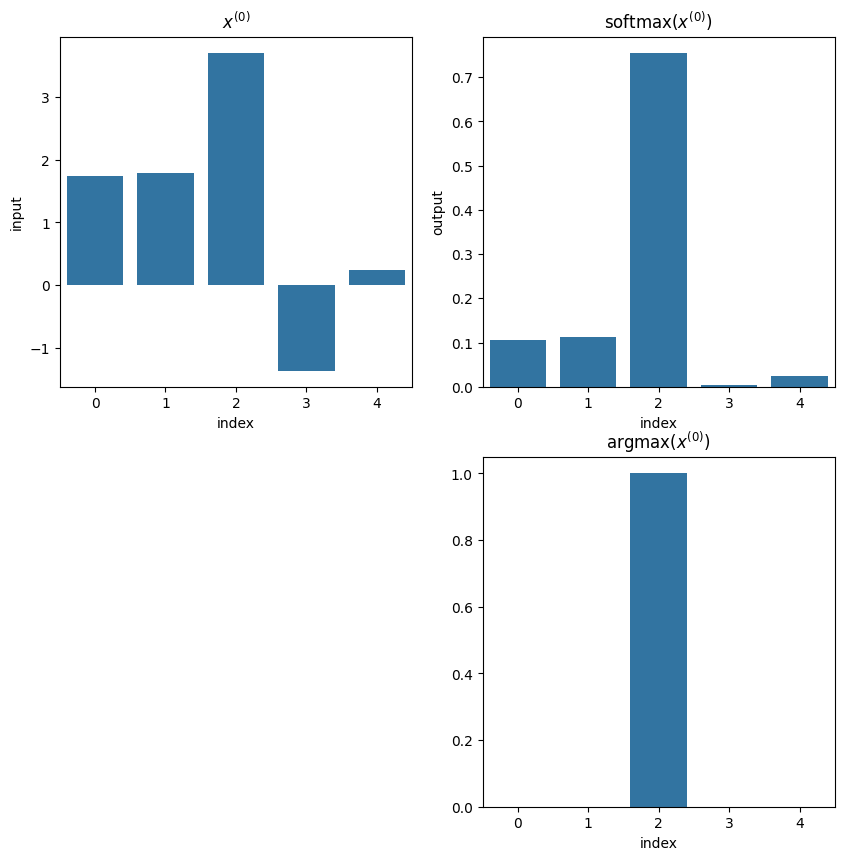 x^(0)
3
2
1
0
−1
input
0 1 2 3 4
index
softmax(x^(0))
0.7
0.6
0.5
0.4
0.3
0.2
0.1
0.0
output
0 1 2 3 4
index
argmax(x^(0))
1.0
0.8
0.6
0.4
0.2
0.0
0 1 2 3 4
index